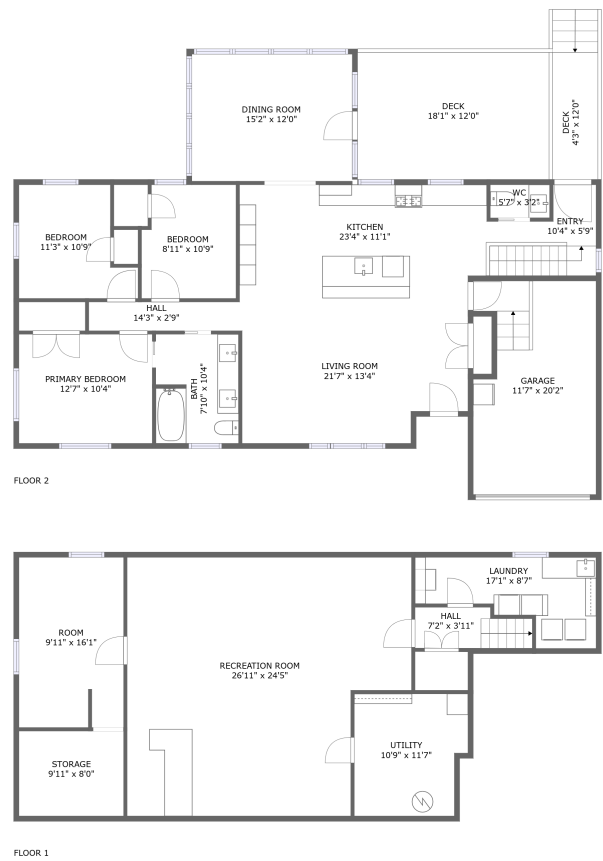 DINING ROOM
15'2" x 12'0"
DECK
18'1" x 12'0"
DECK
4'3" x 12'0"
WC
5'7" x 3'2"
ENTRY
10'4" x 5'9"
BEDROOM
11'3" x 10'9"
BEDROOM
8'11" x 10'9"
KITCHEN
23'4" x 11'1"
HALL
14'3" x 2'9"
PRIMARY BEDROOM
12'7" x 10'4"
BATH
7'10" x 10'4"
LIVING ROOM
21'7" x 13'4"
GARAGE
11'7" x 20'2"
FLOOR 2
LAUNDRY
17'1" x 8'7"
HALL
7'2" x 3'11"
ROOM
9'11" x 16'1"
RECREATION ROOM
26'11" x 24'5"
UTILITY
10'9" x 11'7"
STORAGE
9'11" x 8'0"
FLOOR 1